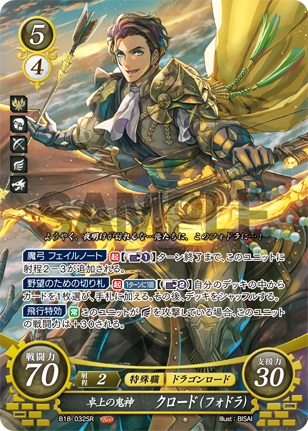 5
4
ようやく、夜明けが訪れるな…先たちに、このフォドラに…!
魔弓 フェイルノート 起 [1] ターン終了まで、このユニットに
射程2-3が追加される。
野望のための切り札 起 [ターンに1回] [2] 自分のデッキの中から
カードを1枚選び、手札に加える。その後、デッキをシャッフルする。
飛行特効 常 このユニットが を攻撃している場合、このユニット
の戦闘力は+30される。
戦闘力
70
射程 2
特殊職
ドラゴンロード
支援力
30
卓上の鬼神
クロード(フォドラ)
B18-032SR
Illust:BISAI